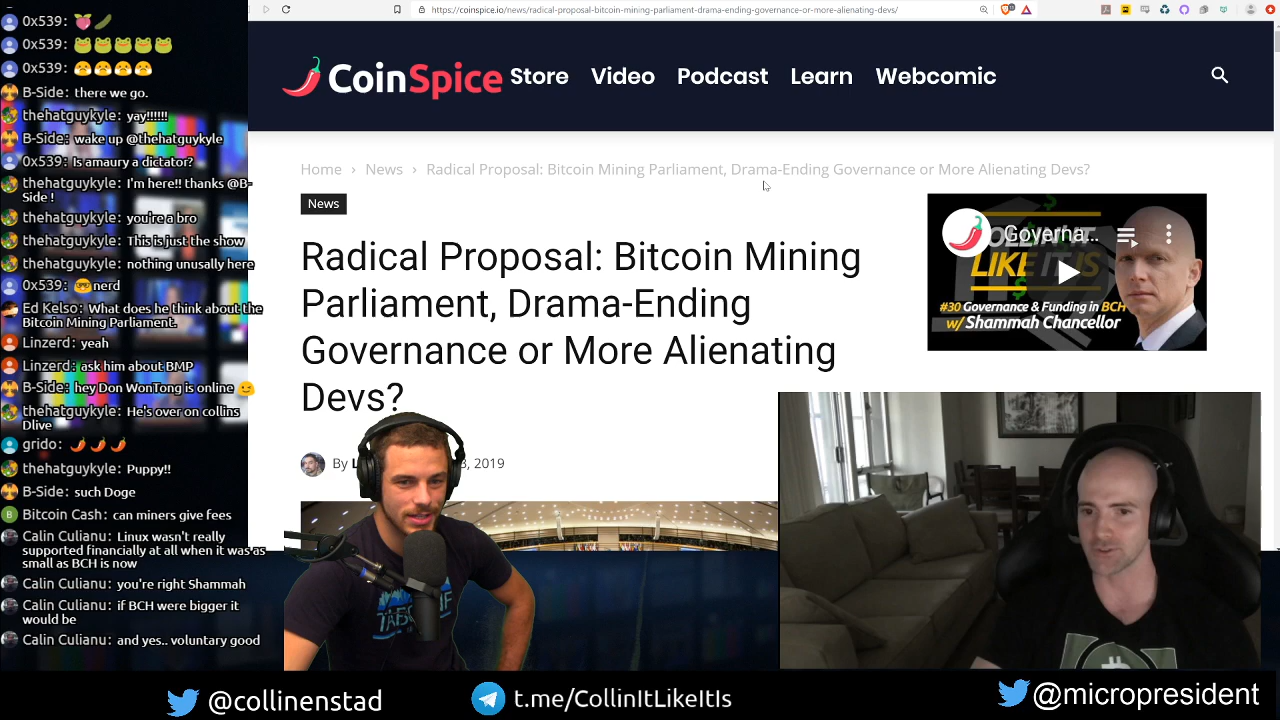 0x539: 🍑🥒
0x539: 🐸🐸🐸🐸🐸
0x539: 😤😤😤😤
B-Side: there we go.
thehatguykyle: yay!!!!!!
B-Side: wake up @thehatguykyle
0x539: Is amaury a dictator?
thehatguykyle: I'm here!! thanks @B-
Side !
thehatguykyle: you're a bro
thehatguykyle: This is just the show
thehatguykyle: nothing unusally here
0x539: 🤓nerd
Ed Kelso: What does he think about the
Bitcoin Mining Parliament.
Linzerd: yeah
Linzerd: ask him about BMP
B-Side: hey Don WonTong is online 😉
thehatguykyle: He's over on collins
Dlive
grido: 🌶🌶🌶
thehatguykyle: Puppy!!
B-Side: such Doge
B
Bitcoin Cash: can miners give fees
Calin Culianu: Linux wasn't really
supported financially at all when it was as
small as BCH is now
Calin Culianu: you're right Shammah
Calin Culianu: if BCH were bigger it
would be
Calin Culianu: and yes.. voluntary good
https://coinspice.io/news/radical-proposal-bitcoin-mining-parliament-drama-ending-governance-or-more-alienating-devs/
CoinSpice Store Video Podcast Learn Webcomic
Home › News › Radical Proposal: Bitcoin Mining Parliament, Drama-Ending Governance or More Alienating Devs?
News
Radical Proposal: Bitcoin Mining
Parliament, Drama-Ending
Governance or More Alienating
Devs?
By L 3, 2019
Governa...
LIKE IT IS
#30 Governance & Funding in BCH
w/ Shammah Chancellor
@collinenstad
t.me/CollinItLikeItIs
@micropresident